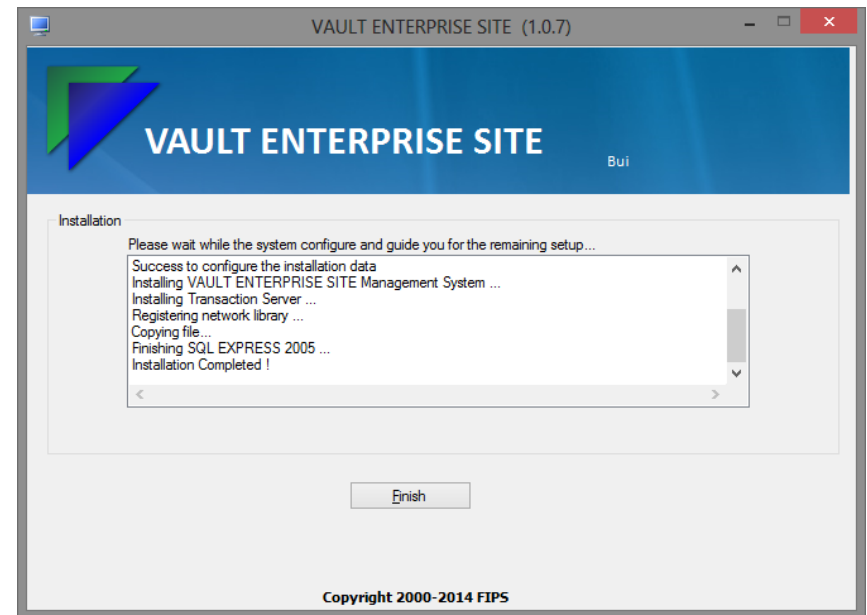 VAULT ENTERPRISE SITE (1.0.7)
VAULT ENTERPRISE SITE
Bui
Installation
Please wait while the system configure and guide you for the remaining setup...
Success to configure the installation data
Installing VAULT ENTERPRISE SITE Management System ...
Installing Transaction Server ...
Registering network library ...
Copying file...
Finishing SQL EXPRESS 2005 ...
Installation Completed !
Finish
Copyright 2000-2014 FIPS